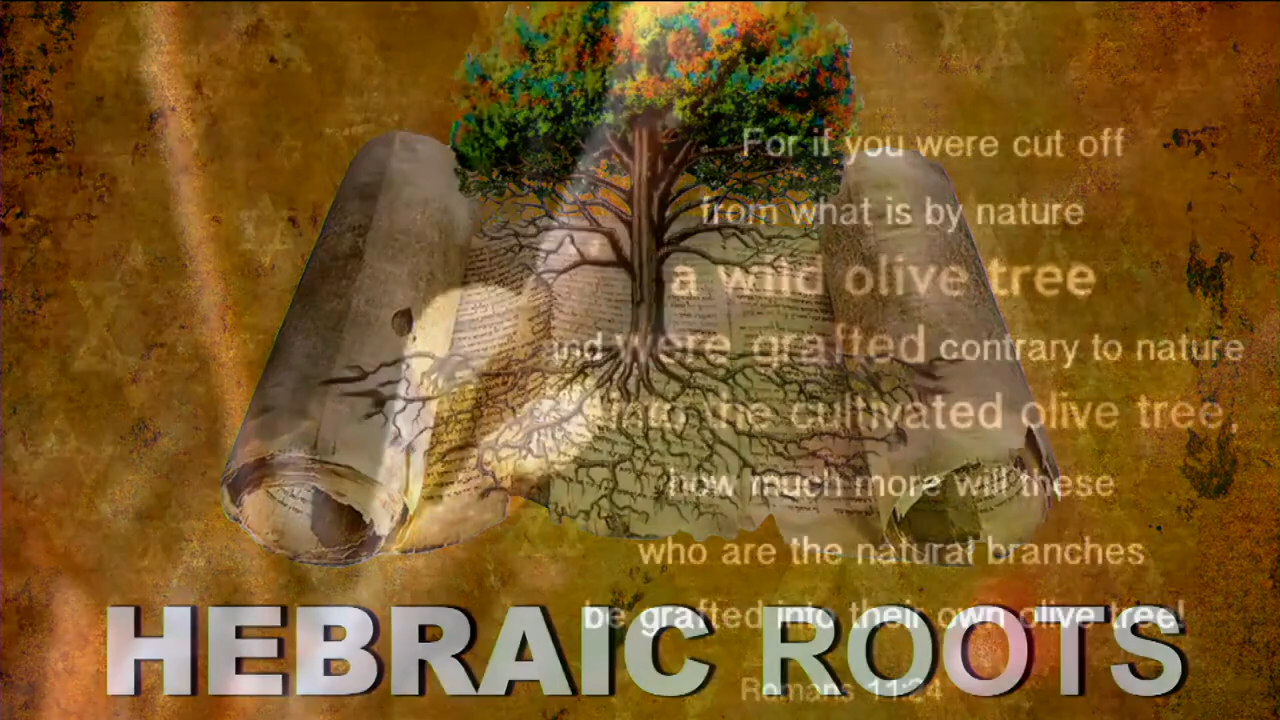 For if you were cut off
from what is by nature
a wild olive tree
and were grafted contrary to nature
into the cultivated olive tree,
how much more will these
who are the natural branches
be grafted into their own olive tree!
HEBRAIC ROOTS
Romans 11:24